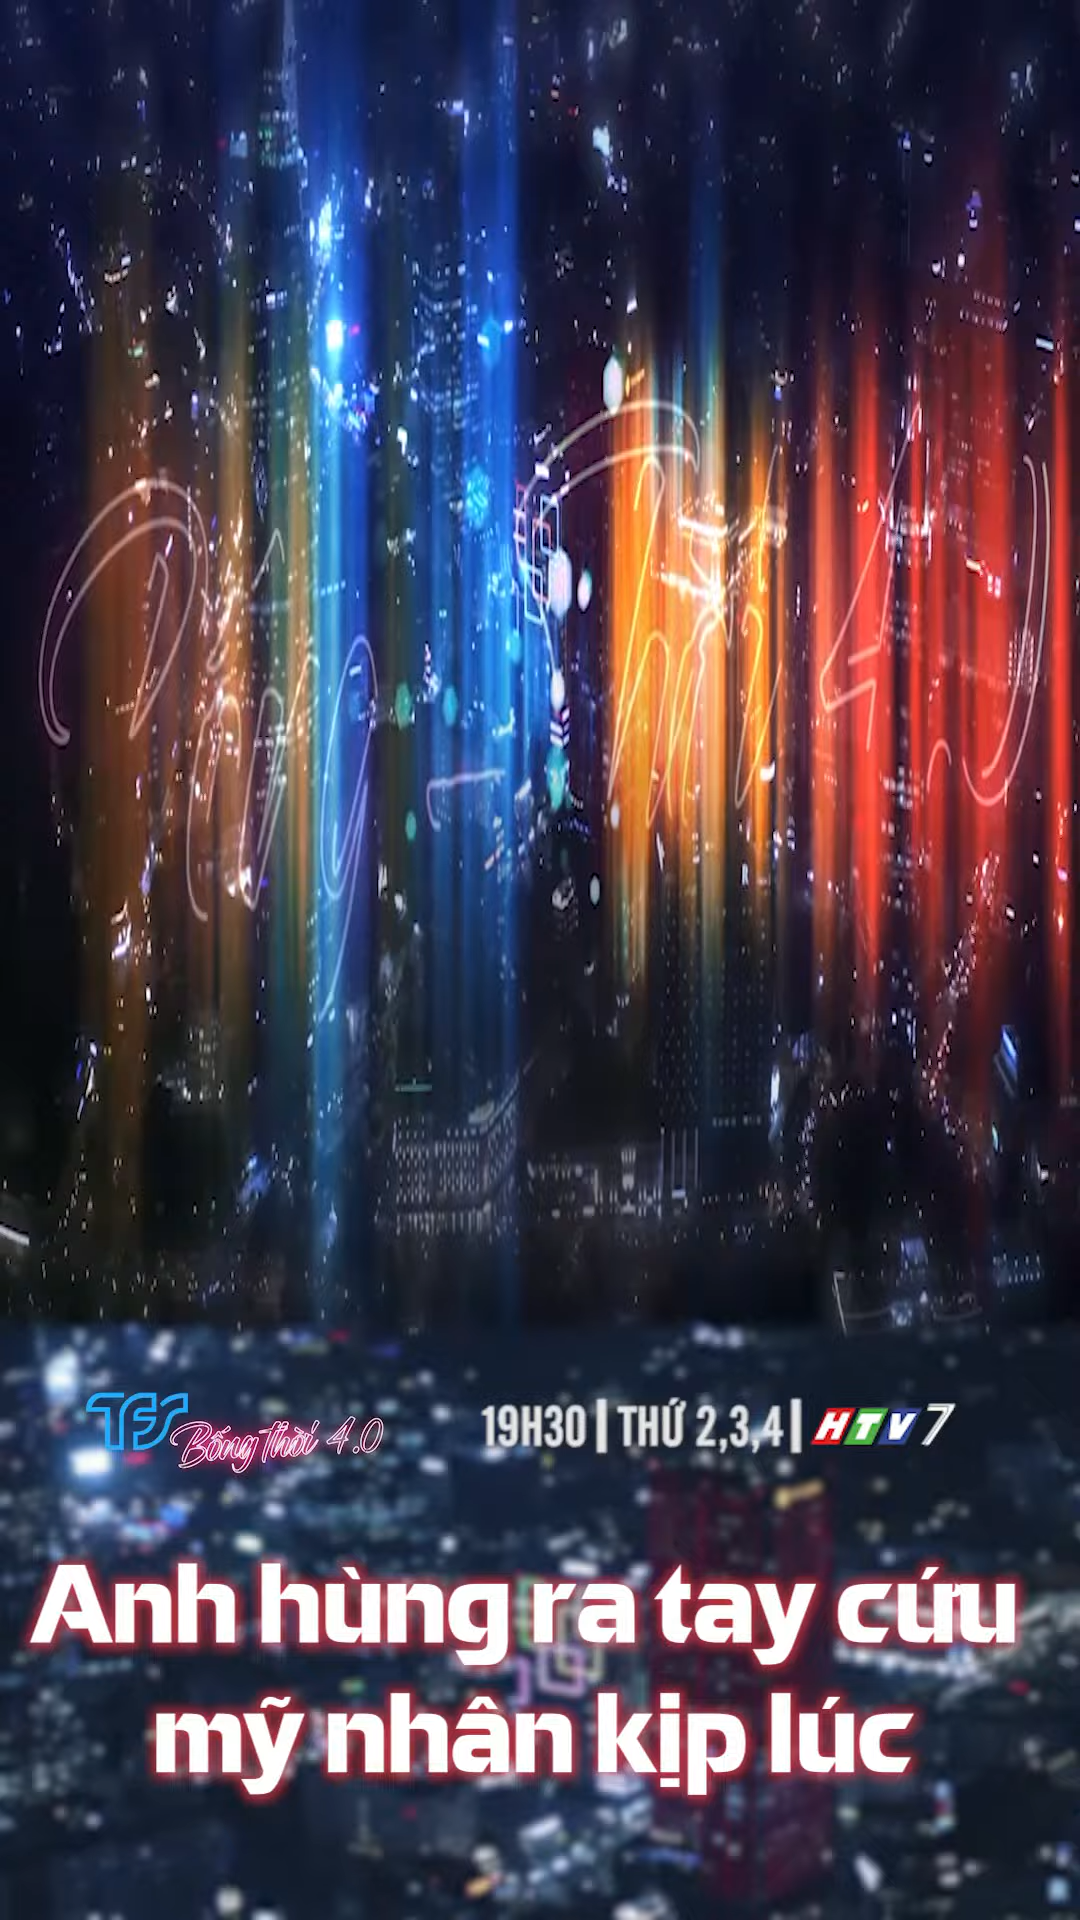 TFS Bống Thời 4.0
19H30 | THỨ 2,3,4 | HTV7
Anh hùng ra tay cứu
mỹ nhân kịp lúc